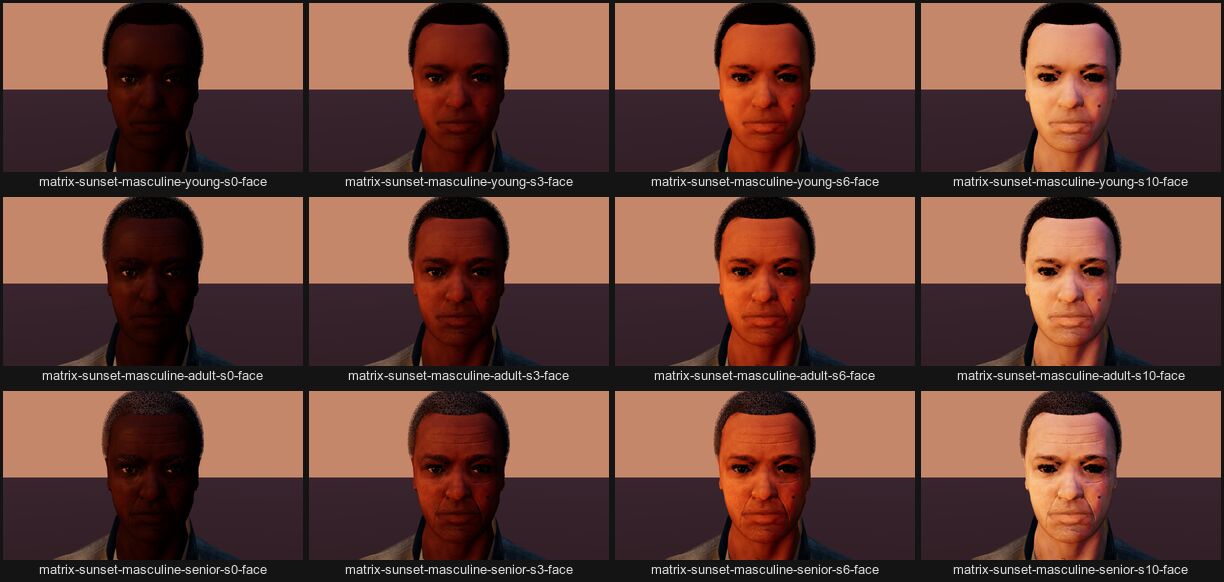 matrix-sunset-masculine-young-s0-face
matrix-sunset-masculine-young-s3-face
matrix-sunset-masculine-young-s6-face
matrix-sunset-masculine-young-s10-face
matrix-sunset-masculine-adult-s0-face
matrix-sunset-masculine-adult-s3-face
matrix-sunset-masculine-adult-s6-face
matrix-sunset-masculine-adult-s10-face
matrix-sunset-masculine-senior-s0-face
matrix-sunset-masculine-senior-s3-face
matrix-sunset-masculine-senior-s6-face
matrix-sunset-masculine-senior-s10-face